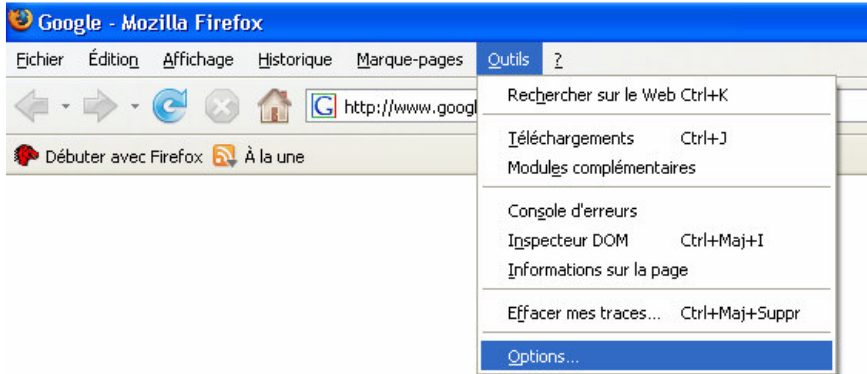 Google - Mozilla Firefox
Fichier Édition Affichage Historique Marque-pages Outils ?
http://www.googl
Débuter avec Firefox À la une
Rechercher sur le Web Ctrl+K
Téléchargements Ctrl+J
Modules complémentaires
Console d'erreurs
Inspecteur DOM Ctrl+Maj+I
Informations sur la page
Effacer mes traces... Ctrl+Maj+Suppr
Options...